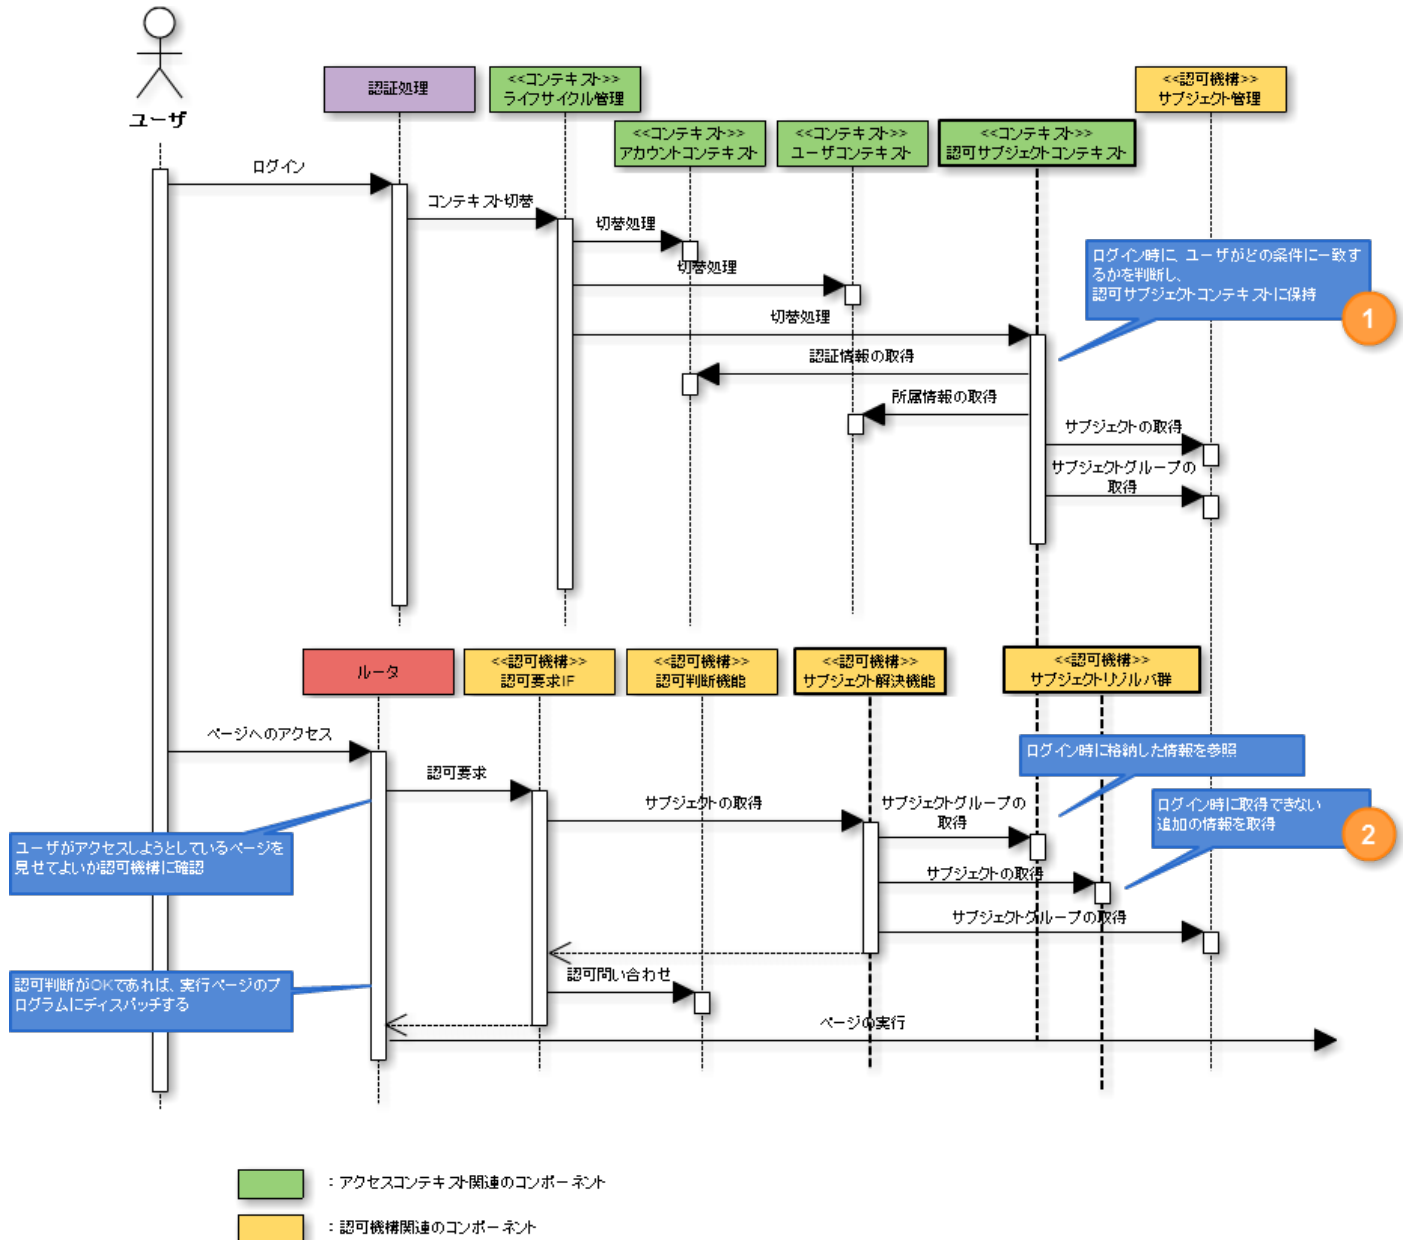 ユーザ
認証処理
<<コンテキスト>>
ライフサイクル管理
<<認可機構>>
サブジェクト管理
<<コンテキスト>>
アカウントコンテキスト
<<コンテキスト>>
ユーザコンテキスト
<<コンテキスト>>
認可サブジェクトコンテキスト
ログイン
コンテキスト切替
切替処理
切替処理
切替処理
ログイン時に、ユーザがどの条件に一致す
るかを判断し、
認可サブジェクトコンテキストに保持
1
認証情報の取得
所属情報の取得
サブジェクトの取得
サブジェクトグループの
取得
ルータ
<<認可機構>>
認可要求IF
<<認可機構>>
認可判断機能
<<認可機構>>
サブジェクト解決機能
<<認可機構>>
サブジェクトリゾルバ群
ページへのアクセス
認可要求
サブジェクトの取得
サブジェクトグループの
取得
ログイン時に格納した情報を参照
ログイン時に取得できない
追加の情報を取得
2
ユーザがアクセスしようとしているページを
見せてよいか認可機構に確認
サブジェクトの取得
サブジェクトグループの取得
認可問い合わせ
認可判断がOKであれば、実行ページのプ
ログラムにディスパッチする
ページの実行
：アクセスコンテキスト関連のコンポーネント
：認可機構関連のコンポーネント